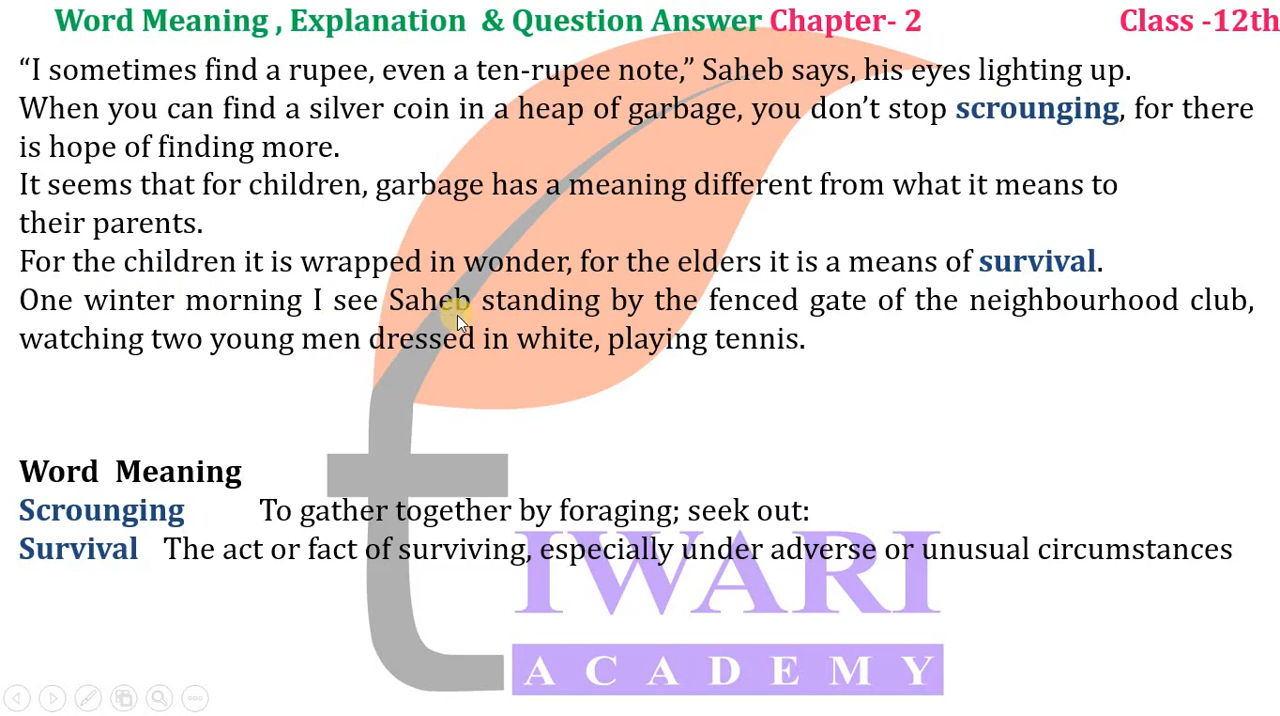 Word Meaning , Explanation & Question Answer Chapter- 2 Class -12th
“I sometimes find a rupee, even a ten-rupee note,” Saheb says, his eyes lighting up.
When you can find a silver coin in a heap of garbage, you don’t stop scrounging, for there
is hope of finding more.
It seems that for children, garbage has a meaning different from what it means to
their parents.
For the children it is wrapped in wonder, for the elders it is a means of survival.
One winter morning I see Saheb standing by the fenced gate of the neighbourhood club,
watching two young men dressed in white, playing tennis.
Word Meaning
Scrounging To gather together by foraging; seek out:
Survival The act or fact of surviving, especially under adverse or unusual circumstances
tIWARI
ACADEMY